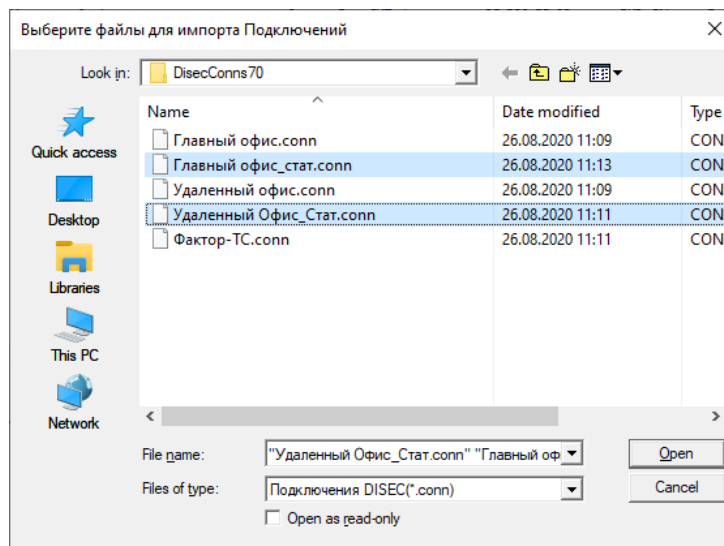 Выберите файлы для импорта Подключений
Look in: DisecConns70
Name Date modified Type
Главный офис.conn 26.08.2020 11:09 CON
Главный офис_стат.conn 26.08.2020 11:13 CON
Удаленный офис.conn 26.08.2020 11:09 CON
Удаленный Офис_Стат.conn 26.08.2020 11:11 CON
Фактор-ТС.conn 26.08.2020 11:11 CON
Quick access
Desktop
Libraries
This PC
Network
File name: "Удаленный Офис_Стат.conn" "Главный оф Open
Files of type: Подключения DISEC(*.conn) Cancel
Open as read-only